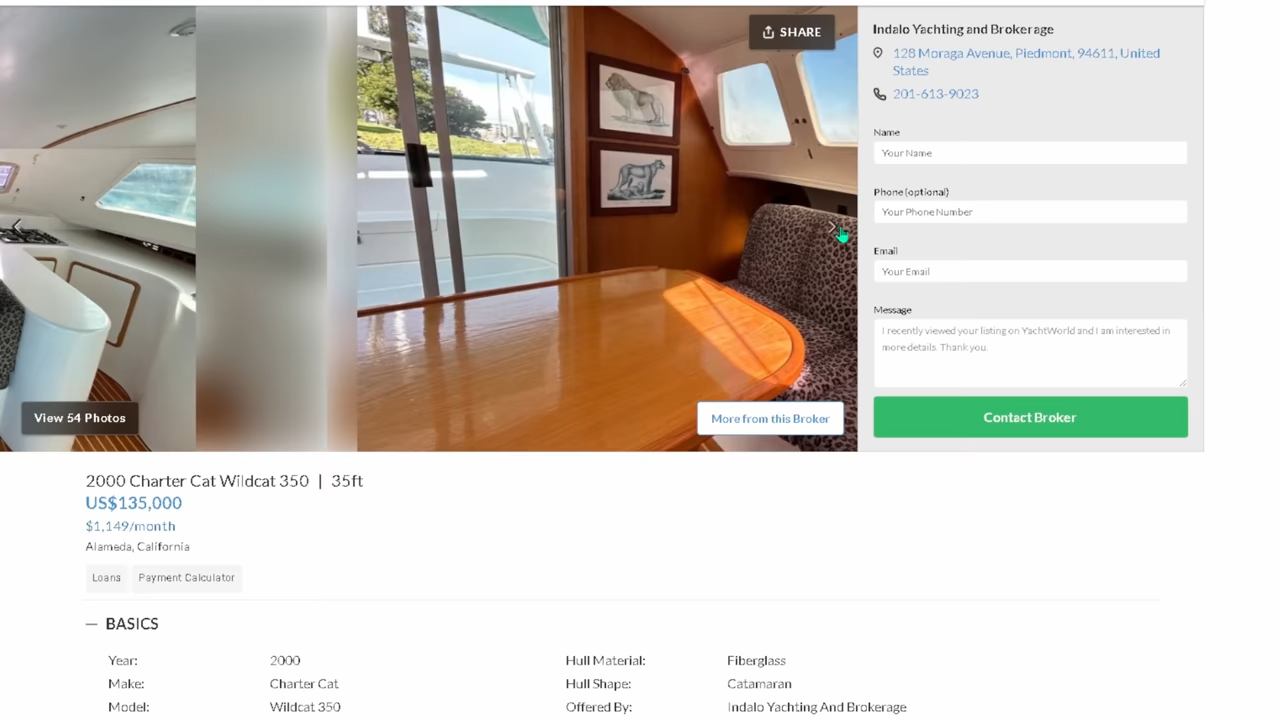 SHARE
View 54 Photos
More from this Broker
Indalo Yachting and Brokerage
128 Moraga Avenue, Piedmont, 94611, United
States
201-613-9023
Name
Your Name
Phone (optional)
Your Phone Number
Email
Your Email
Message
I recently viewed your listing on YachtWorld and I am interested in
more details. Thank you.
Contact Broker
2000 Charter Cat Wildcat 350 | 35ft
US$135,000
$1,149/month
Alameda, California
Loans Payment Calculator
— BASICS
Year: 2000 Hull Material: Fiberglass
Make: Charter Cat Hull Shape: Catamaran
Model: Wildcat 350 Offered By: Indalo Yachting And Brokerage